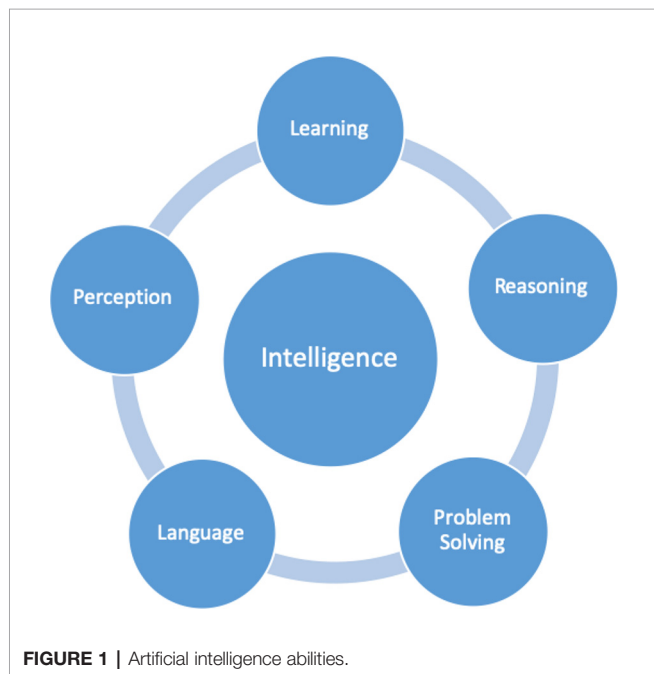 Learning
Reasoning
Perception
Intelligence
Problem
Solving
Language
FIGURE 1 | Artificial intelligence abilities.